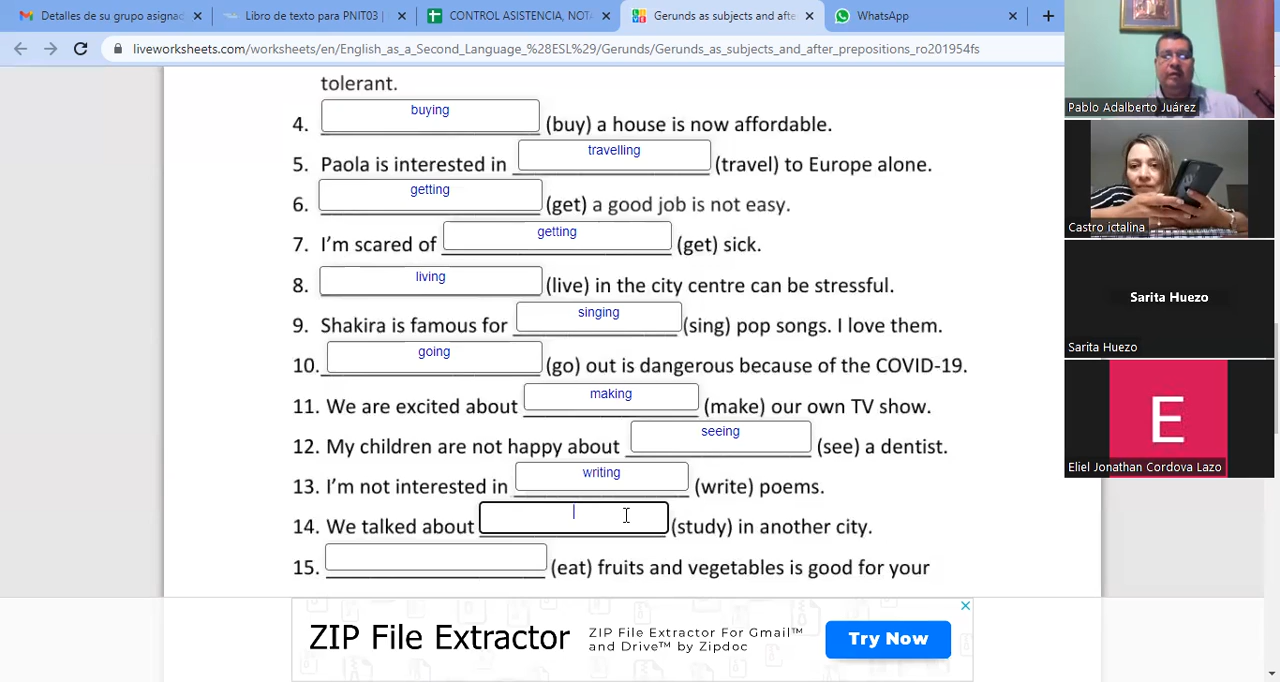 Detalles de su grupo asignad
Libro de texto para PNIT03 |
CONTROL ASISTENCIA, NOTA
Gerunds as subjects and afte
WhatsApp
liveworksheets.com/worksheets/en/English_as_a_Second_Language_%28ESL%29/Gerunds/Gerunds_as_subjects_and_after_prepositions_ro201954fs
tolerant.
4. buying (buy) a house is now affordable.
5. Paola is interested in travelling (travel) to Europe alone.
6. getting (get) a good job is not easy.
7. I'm scared of getting (get) sick.
8. living (live) in the city centre can be stressful.
9. Shakira is famous for singing (sing) pop songs. I love them.
10. going (go) out is dangerous because of the COVID-19.
11. We are excited about making (make) our own TV show.
12. My children are not happy about seeing (see) a dentist.
13. I'm not interested in writing (write) poems.
14. We talked about (study) in another city.
15. (eat) fruits and vegetables is good for your
ZIP File Extractor
ZIP File Extractor For Gmail™
and Drive™ by Zipdoc
Try Now
Pablo Adalberto Juárez
Castro ictalina
Sarita Huezo
Sarita Huezo
E
Eliel Jonathan Cordova Lazo